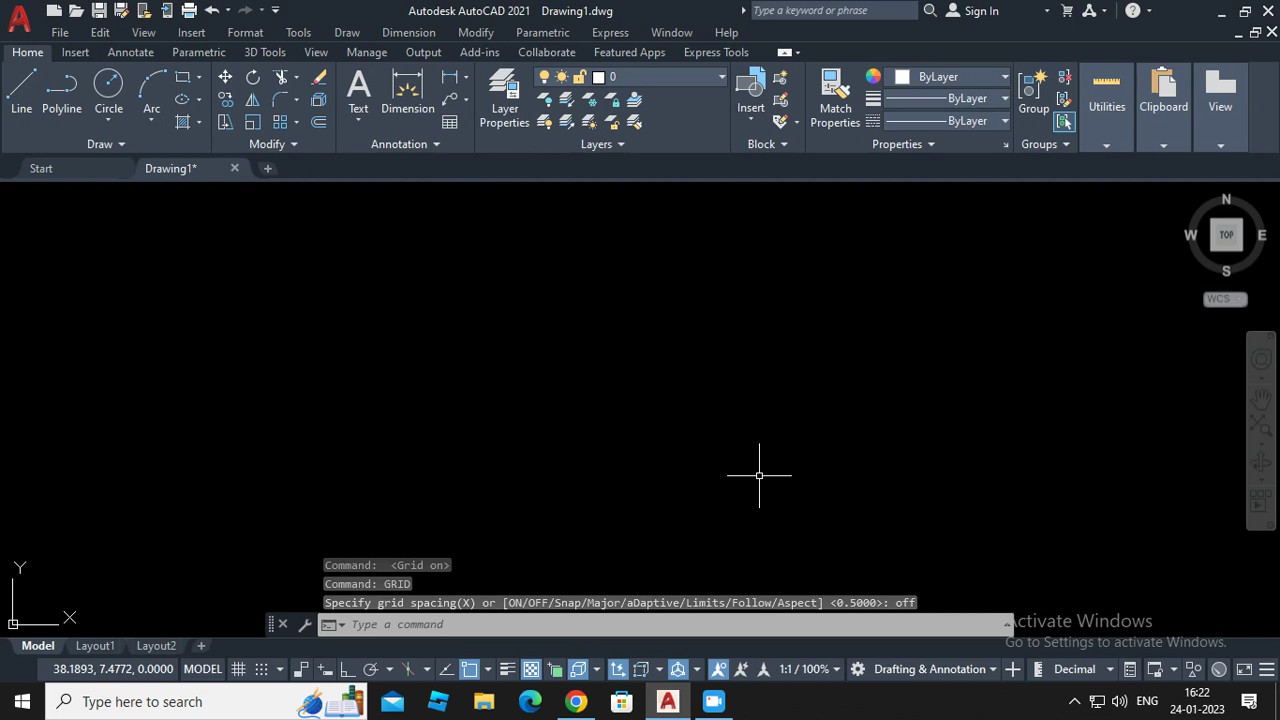 Autodesk AutoCAD 2021 Drawing1.dwg
Type a keyword or phrase
Sign In
File Edit View Insert Format Tools Draw Dimension Modify Parametric Express Window Help
Home Insert Annotate Parametric 3D Tools View Manage Output Add-ins Collaborate Featured Apps Express Tools
Line Polyline Circle Arc
Draw
Modify
Text Dimension
Annotation
Layer Properties
0
Layers
Insert
Block
Match Properties
ByLayer
ByLayer
ByLayer
Properties
Group
Groups
Utilities
Clipboard
View
Start Drawing1*
N
W TOP E
S
WCS
Y
X
Command: <Grid on>
Command: GRID
Specify grid spacing(X) or [ON/OFF/Snap/Major/aDaptive/Limits/Follow/Aspect] <0.5000>: off
Type a command
Activate Windows
Go to Settings to activate Windows.
Model Layout1 Layout2
38.1893, 7.4772, 0.0000 MODEL 1:1 / 100% Drafting & Annotation Decimal
Type here to search
ENG
16:22
24-01-2023